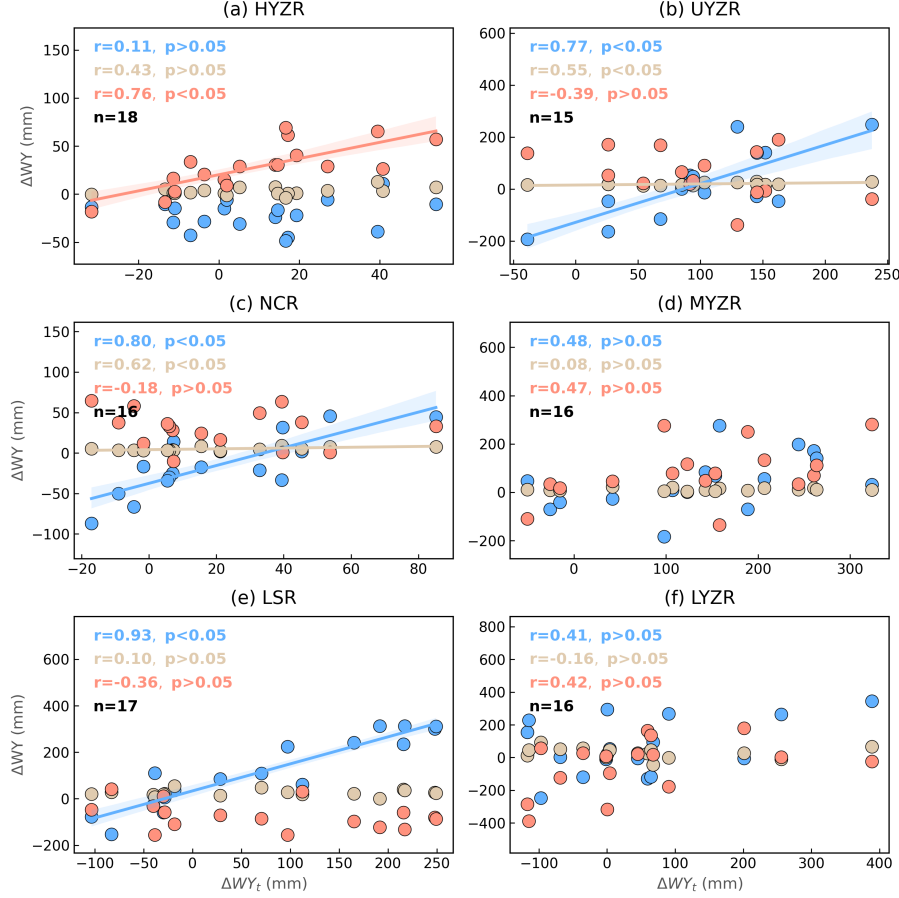 (a) HYZR
r=0.11, p>0.05
r=0.43, p>0.05
r=0.76, p<0.05
n=18
150
100
50
0
−50
ΔWY (mm)
−20
0
20
40
(b) UYZR
r=0.77, p<0.05
r=0.55, p<0.05
r=-0.39, p>0.05
n=15
600
400
200
0
−200
−50
0
50
100
150
200
250
(c) NCR
r=0.80, p<0.05
r=0.62, p<0.05
r=-0.18, p>0.05
n=16
150
100
50
0
−50
−100
ΔWY (mm)
−20
0
20
40
60
80
(d) MYZR
r=0.48, p>0.05
r=0.08, p>0.05
r=0.47, p>0.05
n=16
600
400
200
0
−200
0
100
200
300
(e) LSR
r=0.93, p<0.05
r=0.10, p>0.05
r=-0.36, p>0.05
n=17
600
400
200
0
−200
ΔWY (mm)
−100
−50
0
50
100
150
200
250
ΔWYₜ (mm)
(f) LYZR
r=0.41, p>0.05
r=-0.16, p>0.05
r=0.42, p>0.05
n=16
800
600
400
200
0
−200
−400
−100
0
100
200
300
400
ΔWYₜ (mm)